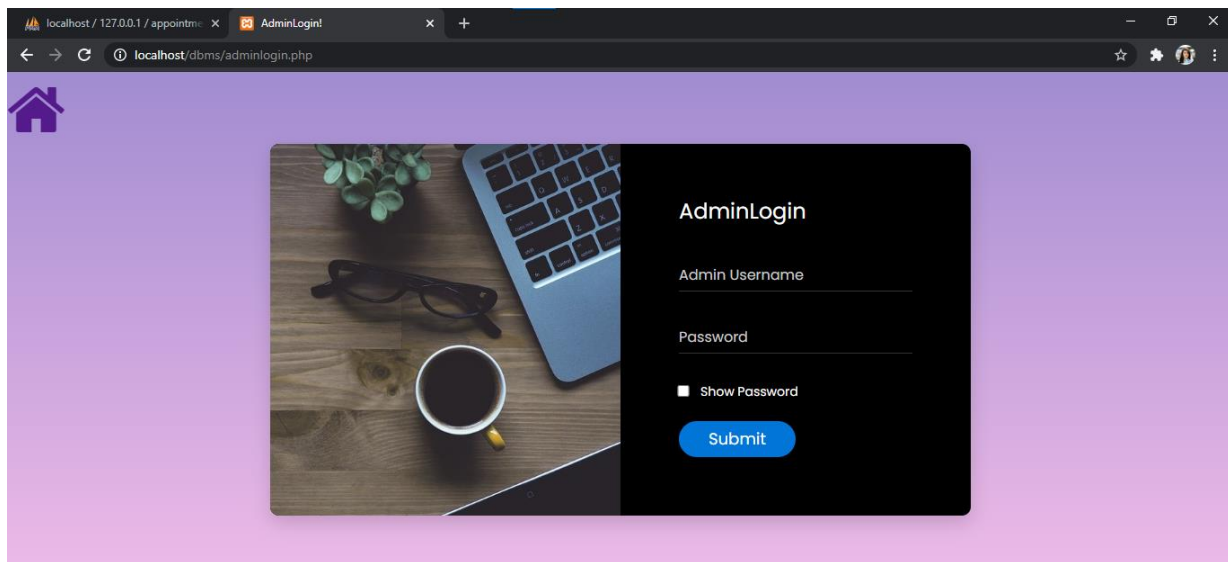 localhost / 127.0.0.1 / appointme
AdminLogin!
localhost/dbms/adminlogin.php
AdminLogin
Admin Username
Password
Show Password
Submit